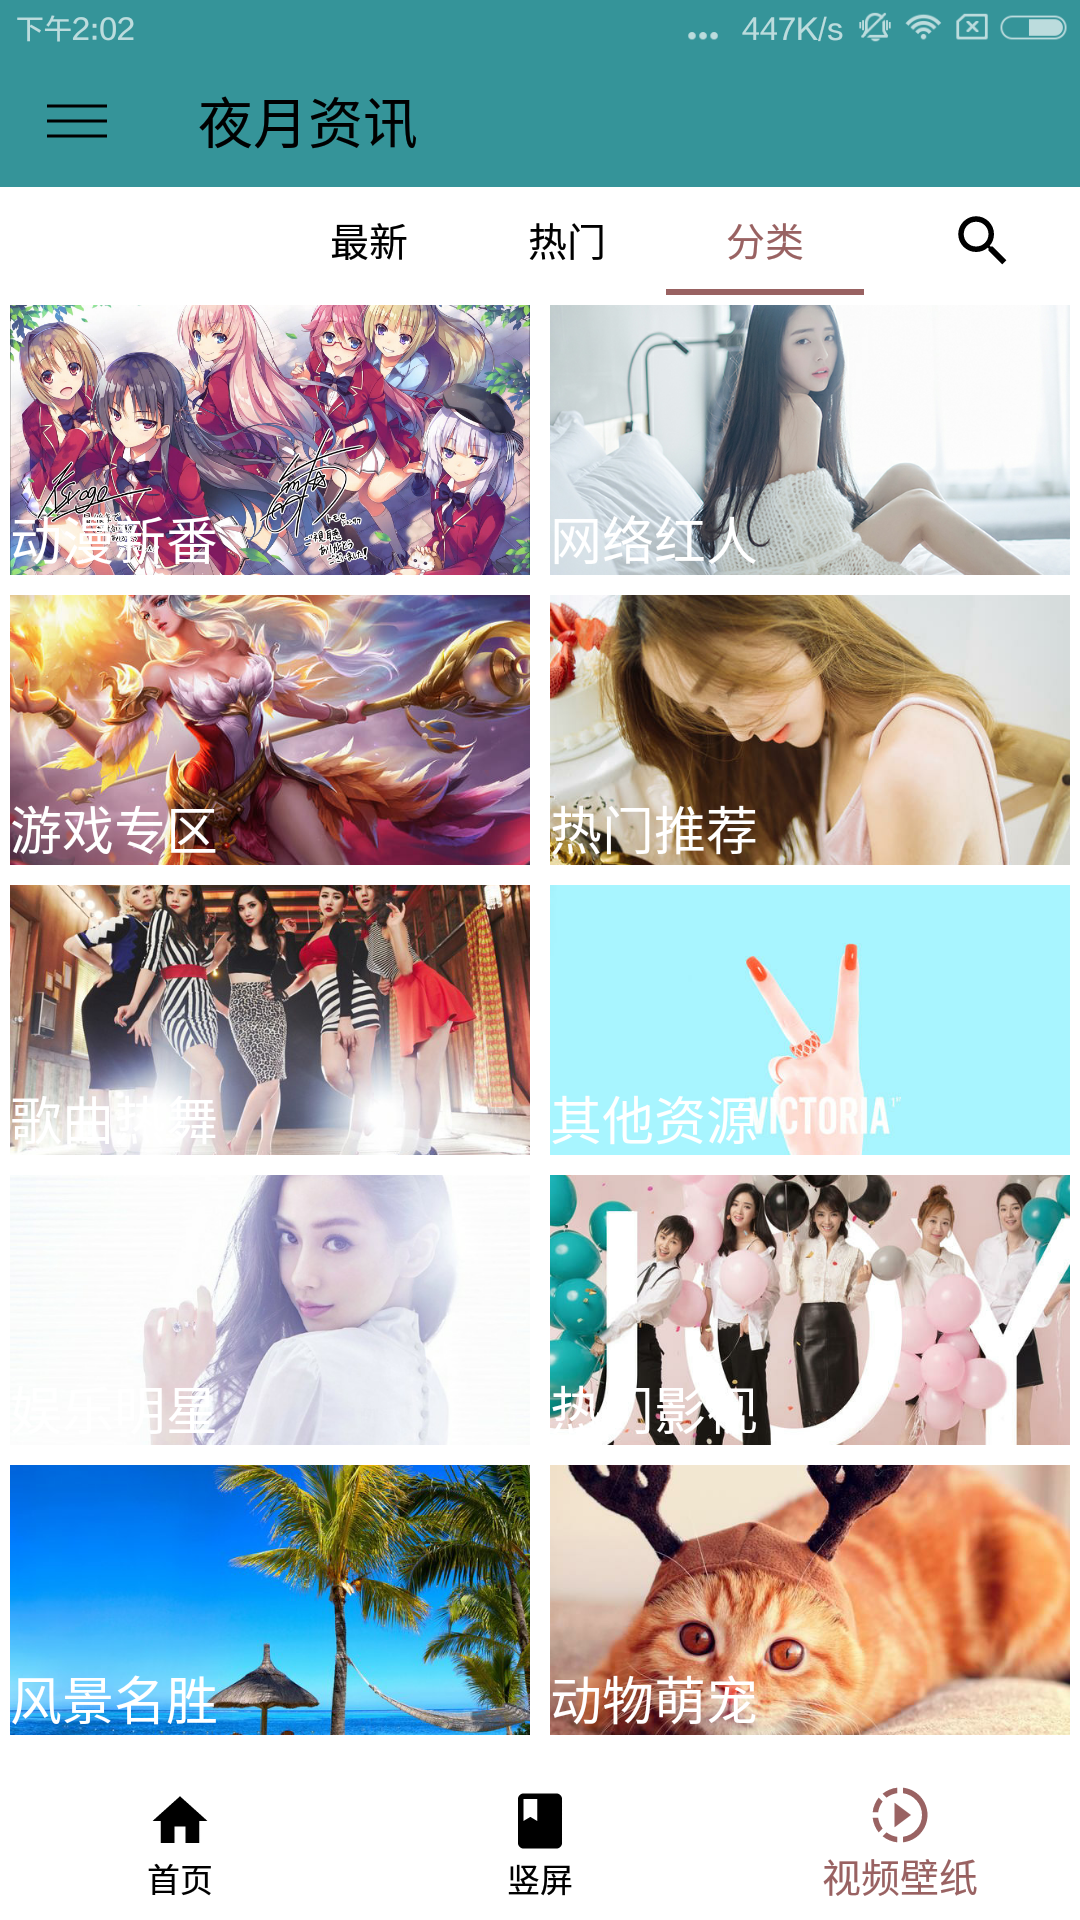 下午2:02
... 447K/s
夜月资讯
最新 热门 分类
动漫新番
网络红人
游戏专区
热门推荐
歌曲热舞
其他资源
VICTORIA
娱乐明星
热门影视
JOY
风景名胜
动物萌宠
首页 竖屏 视频壁纸